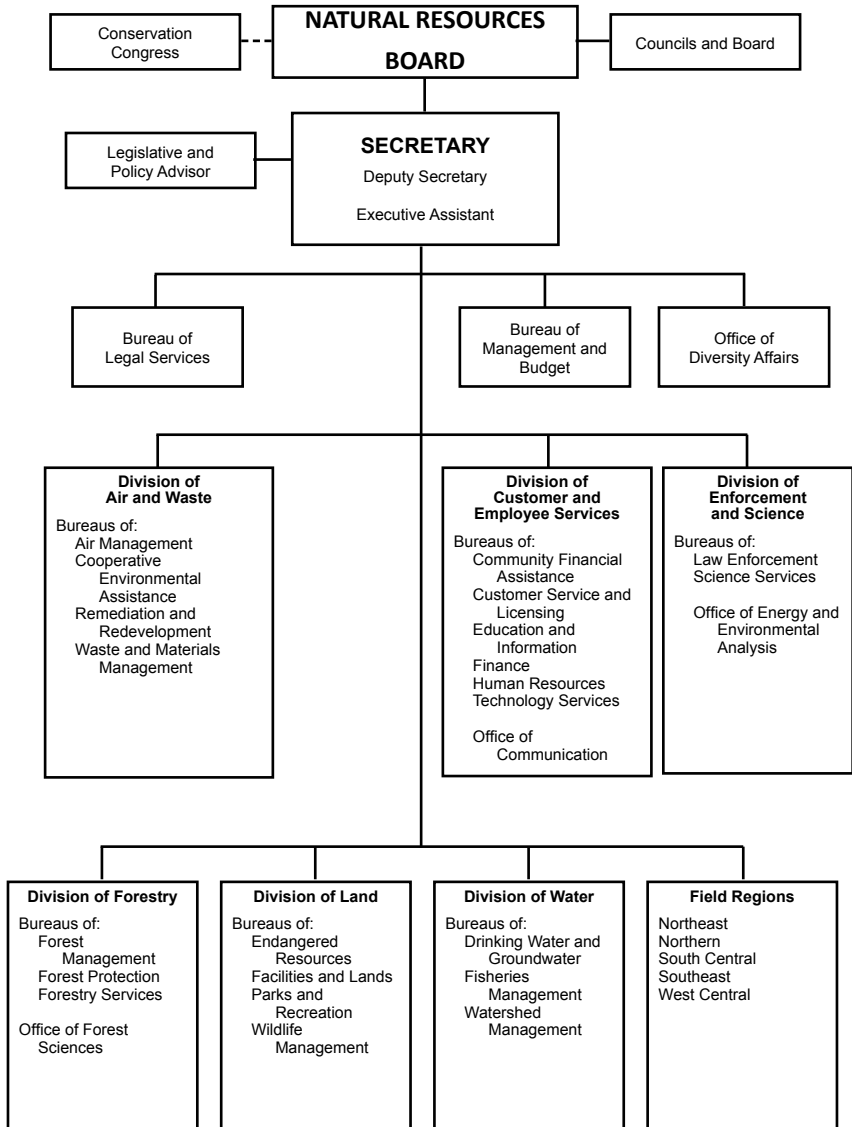 Conservation
Congress
NATURAL RESOURCES
BOARD
Councils and Board
Legislative and
Policy Advisor
SECRETARY
Deputy Secretary
Executive Assistant
Bureau of
Legal Services
Bureau of
Management and
Budget
Office of
Diversity Affairs
Division of
Air and Waste
Bureaus of:
Air Management
Cooperative
Environmental
Assistance
Remediation and
Redevelopment
Waste and Materials
Management
Division of
Customer and
Employee Services
Bureaus of:
Community Financial
Assistance
Customer Service and
Licensing
Education and
Information
Finance
Human Resources
Technology Services
Office of
Communication
Division of
Enforcement
and Science
Bureaus of:
Law Enforcement
Science Services
Office of Energy and
Environmental
Analysis
Division of Forestry
Bureaus of:
Forest
Management
Forest Protection
Forestry Services
Office of Forest
Sciences
Division of Land
Bureaus of:
Endangered
Resources
Facilities and Lands
Parks and
Recreation
Wildlife
Management
Division of Water
Bureaus of:
Drinking Water and
Groundwater
Fisheries
Management
Watershed
Management
Field Regions
Northeast
Northern
South Central
Southeast
West Central